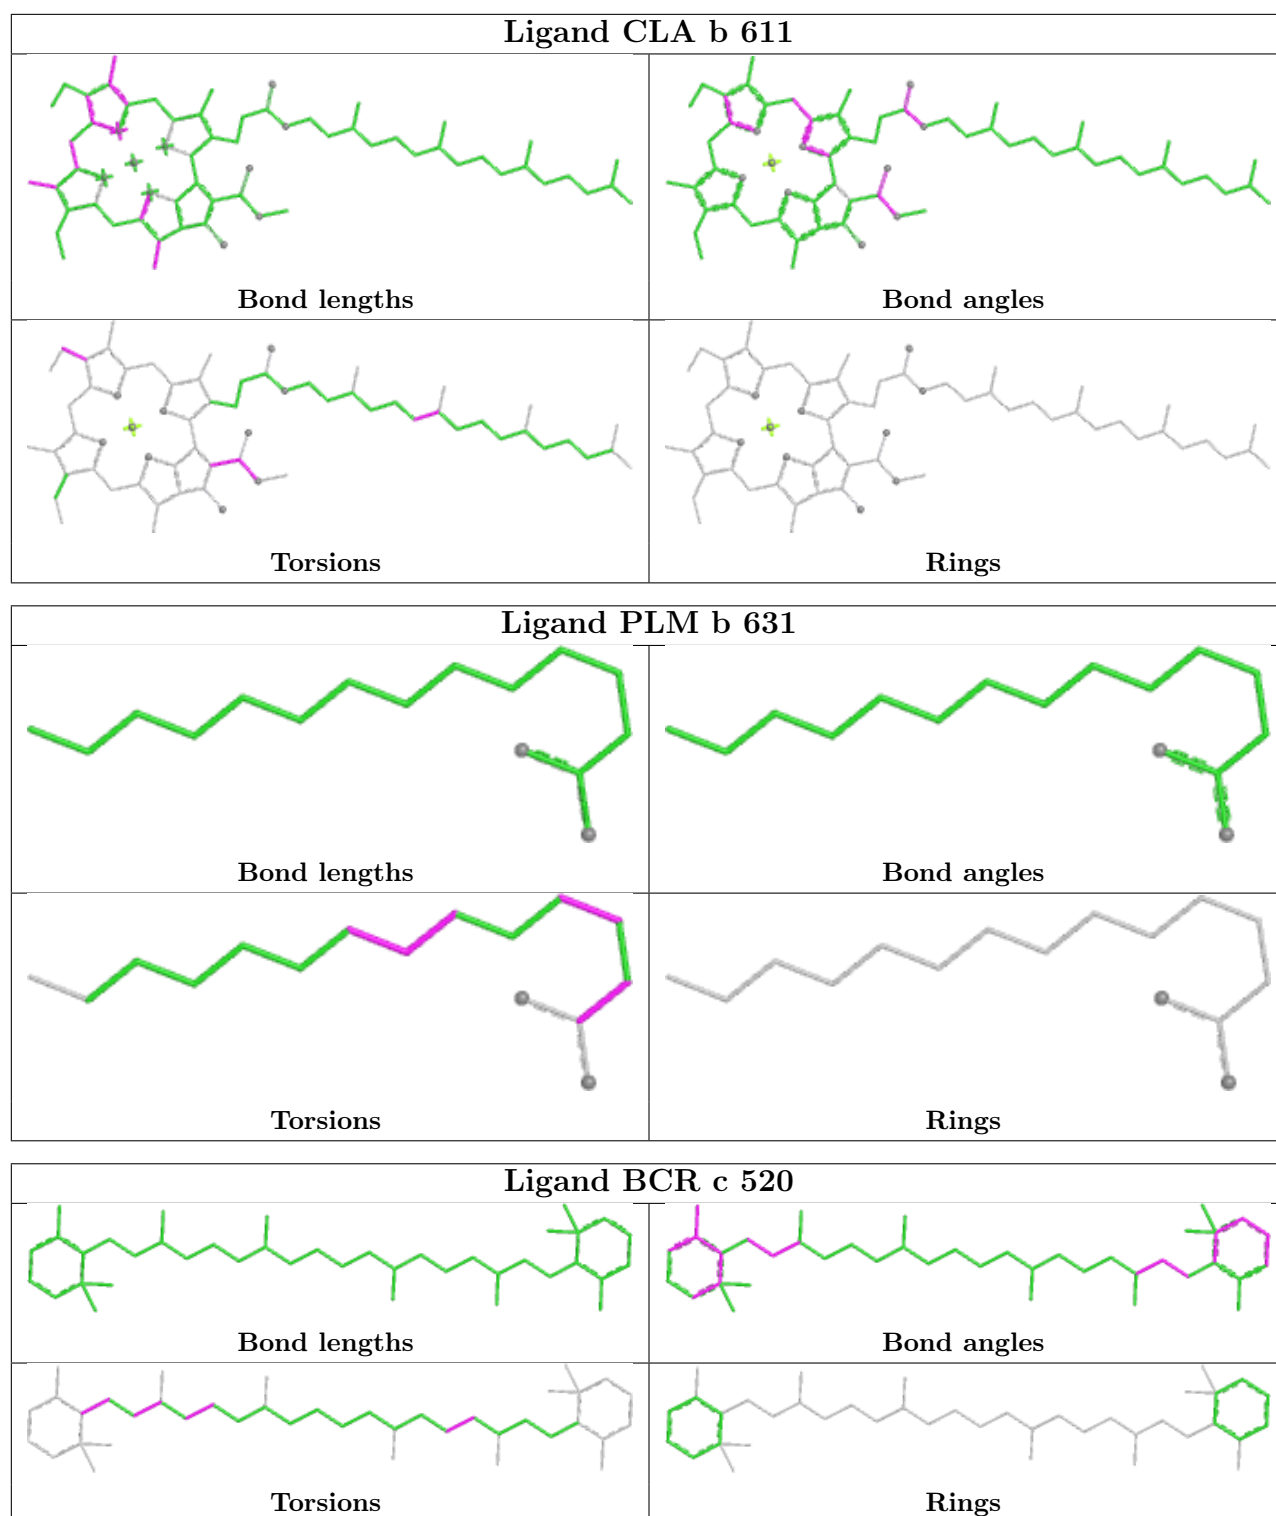 Ligand CLA b 611
Bond lengths
Bond angles
Torsions
Rings
Ligand PLM b 631
Bond lengths
Bond angles
Torsions
Rings
Ligand BCR c 520
Bond lengths
Bond angles
Torsions
Rings